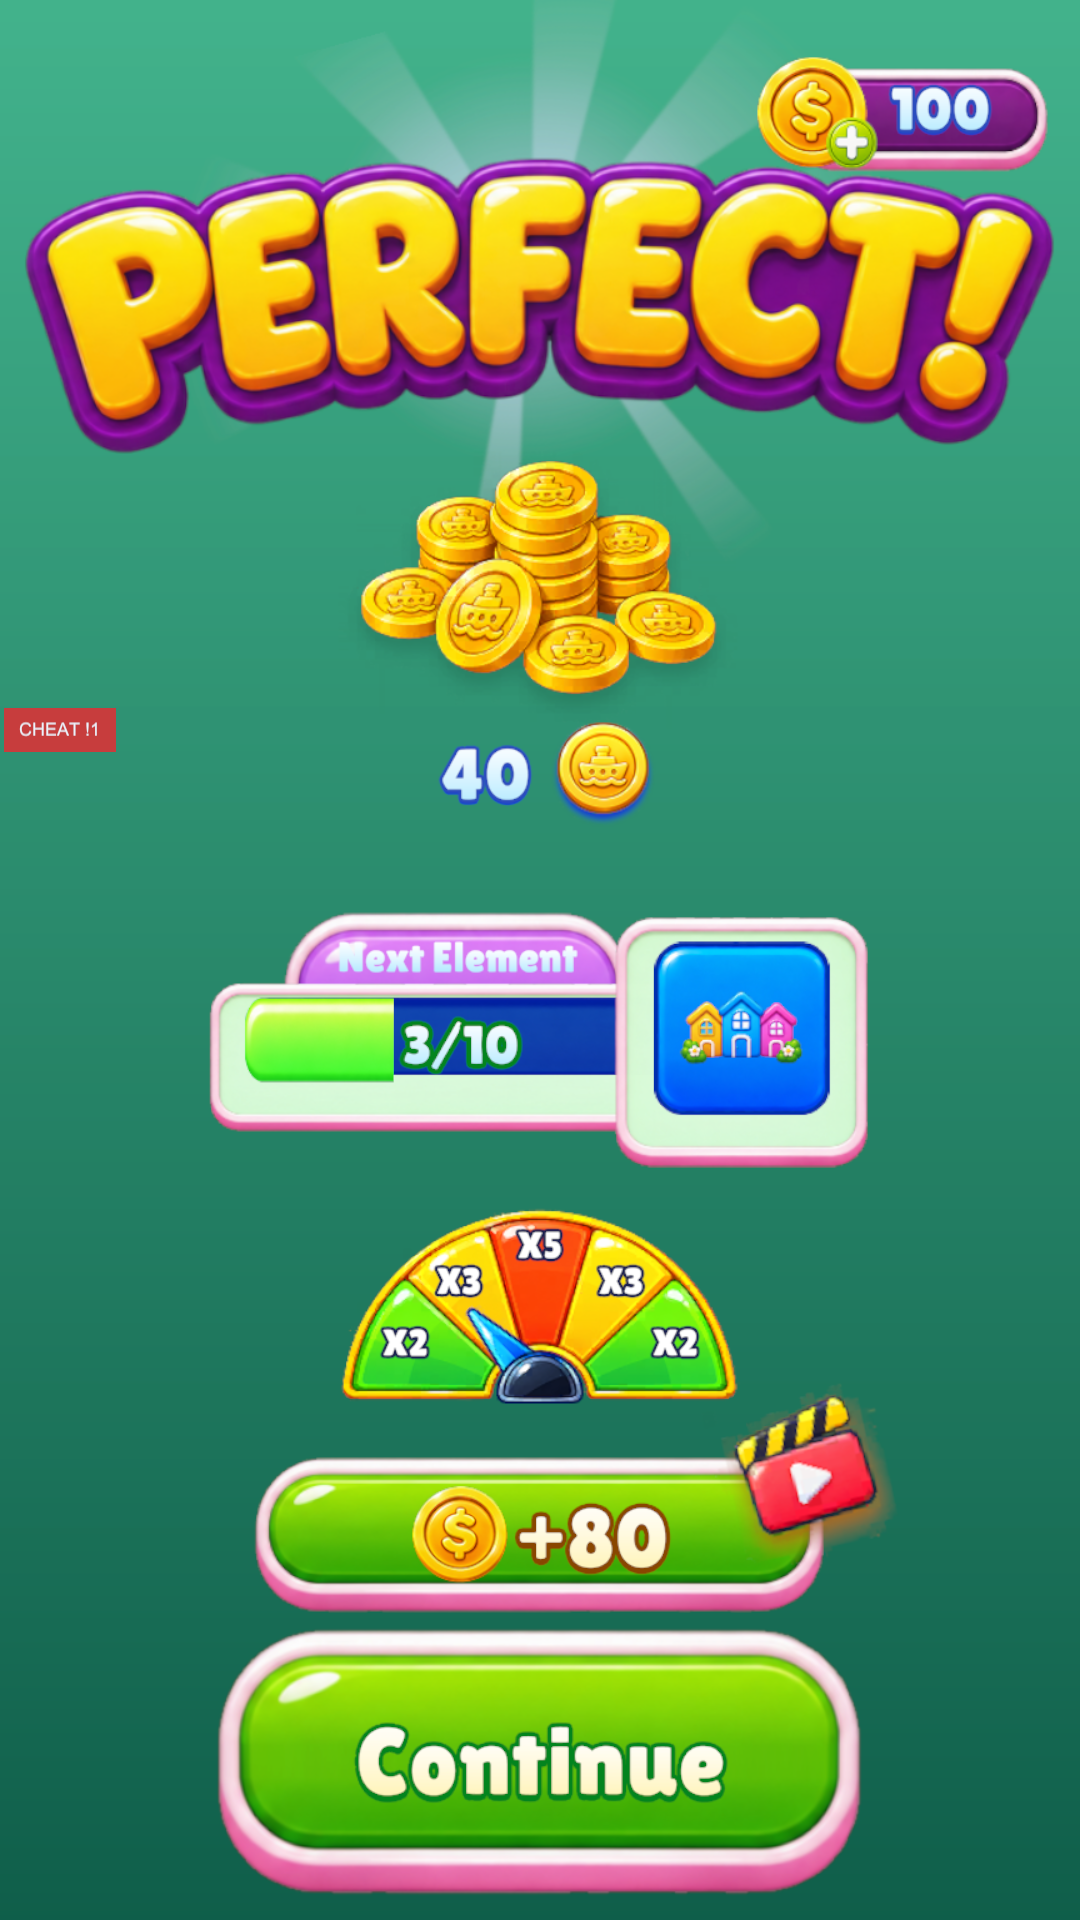 100
PERFECT!
CHEAT !1
40
Next Element
3/10
X5
X3 X3
X2 X2
$ +80
Continue